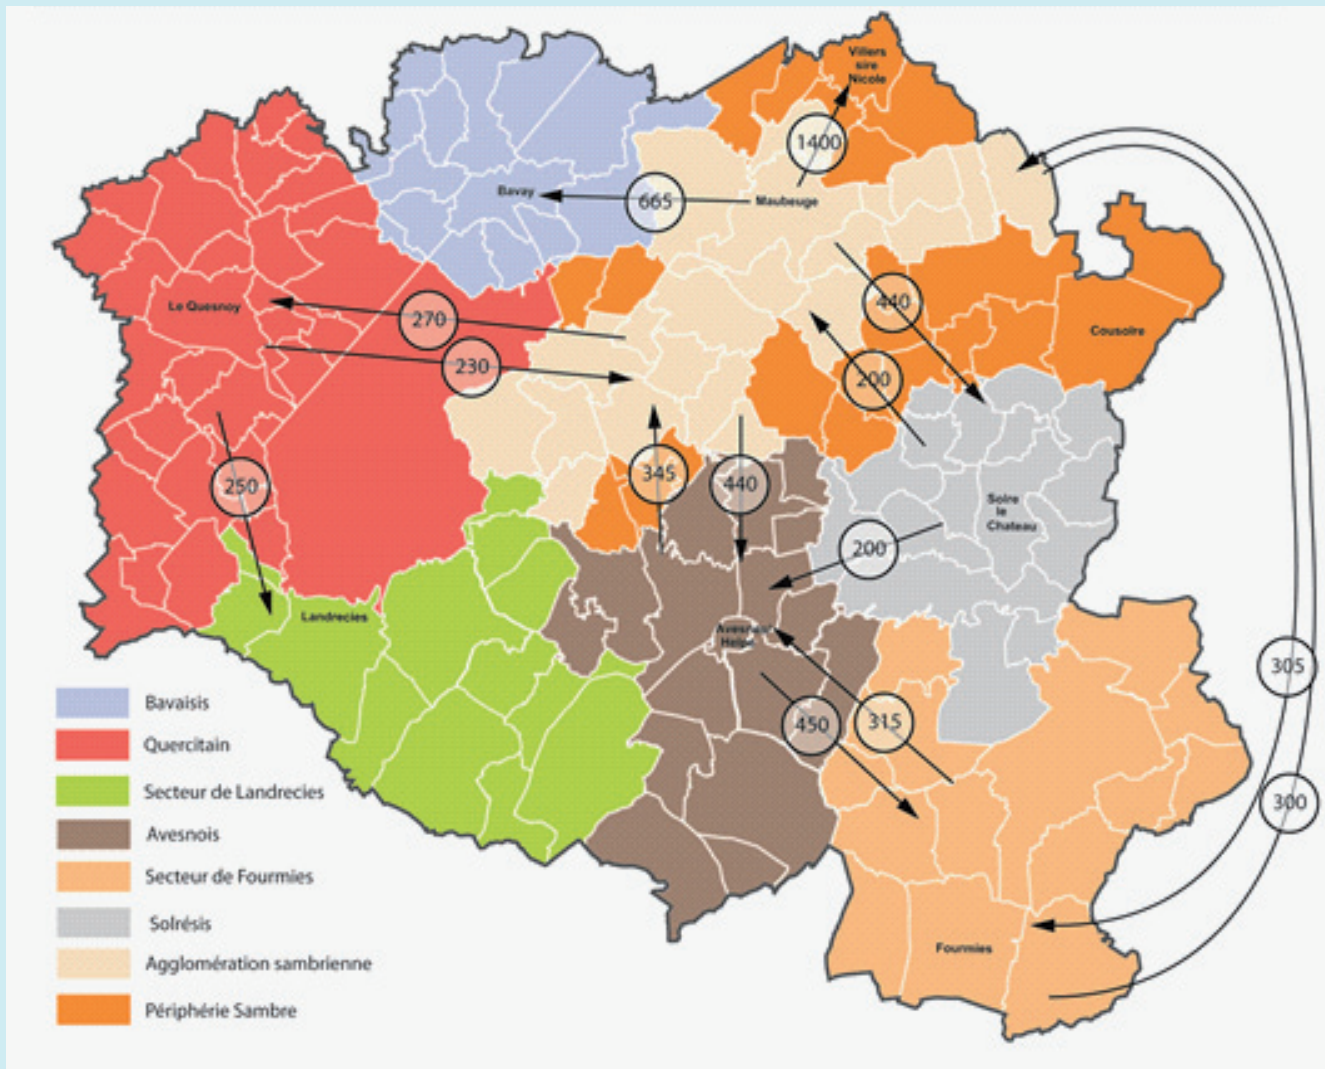 Villers
sire
Nicole
1400
Bavay
665
Maubeuge
Le Quesnoy
270
440
Cousolre
230
200
345
440
250
Solre
le
Chateau
200
Landrecies
Avesnes/
Helpe
305
450
315
300
Fourmies
Bavaisis
Quercitain
Secteur de Landrecies
Avesnois
Secteur de Fourmies
Solrésis
Agglomération sambrienne
Périphérie Sambre